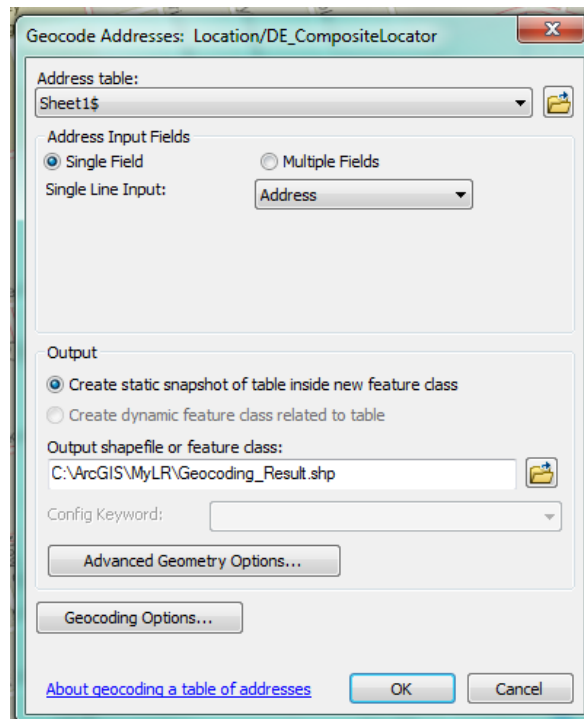 Geocode Addresses: Location/DE_CompositeLocator
Address table:
Sheet1$
Address Input Fields
Single Field
Multiple Fields
Single Line Input:
Address
Output
Create static snapshot of table inside new feature class
Create dynamic feature class related to table
Output shapefile or feature class:
C:\ArcGIS\MyLR\Geocoding_Result.shp
Config Keyword:
Advanced Geometry Options...
Geocoding Options...
About geocoding a table of addresses
OK
Cancel